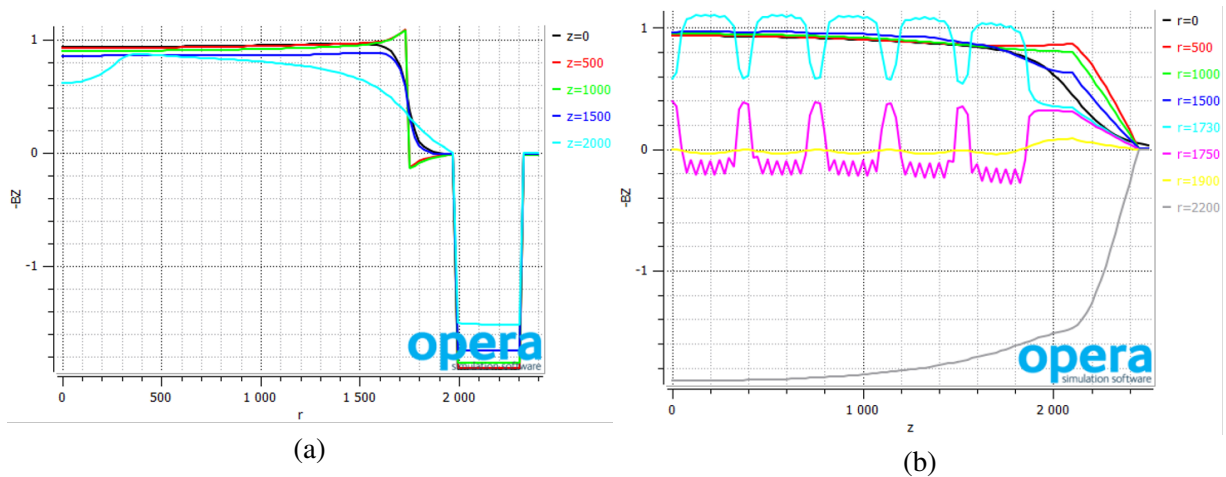 1
0
-1
-BZ
0
500
1 000
1 500
2 000
r
z=0
z=500
z=1000
z=1500
z=2000
opera
simulation software
(a)
1
0
-1
-BZ
0
1 000
2 000
z
r=0
r=500
r=1000
r=1500
r=1730
r=1750
r=1900
r=2200
opera
simulation software
(b)